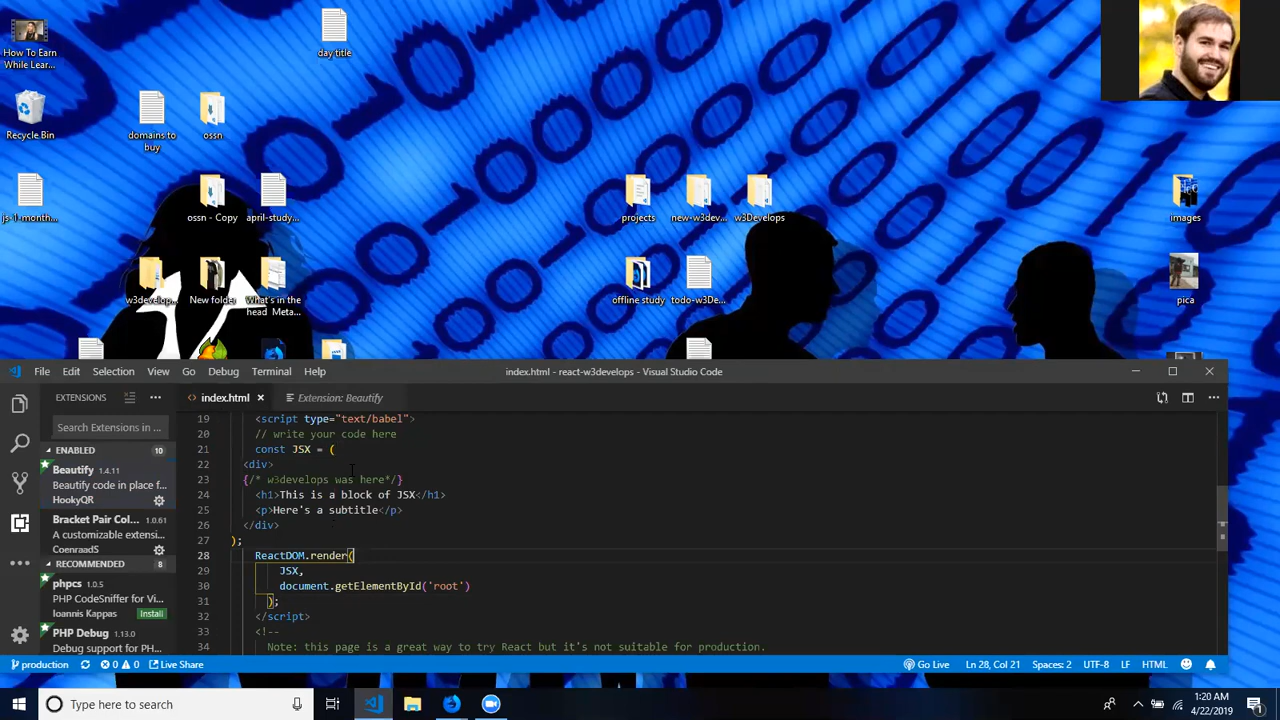 How To Earn
While Lear...
day title
Recycle Bin
domains to
buy
ossn
js-1-month...
ossn - Copy
april-study...
projects
new-w3dev...
w3Develops
images
w3develop...
New folder
What's in the
head Meta...
offline study
todo-w3De...
pica
File Edit Selection View Go Debug Terminal Help
index.html - react-w3develops - Visual Studio Code
EXTENSIONS
index.html
Extension: Beautify
Search Extensions in ...
ENABLED 10
Beautify 1.4.11
Beautify code in place f...
HookyQR
Bracket Pair Col... 1.0.61
A customizable extensi...
CoenraadS
RECOMMENDED 8
phpcs 1.0.5
PHP CodeSniffer for Vi...
Ioannis Kappas Install
PHP Debug 1.13.0
Debug support for PH...
19 <script type="text/babel">
20 // write your code here
21 const JSX = (
22 <div>
23 {/* w3develops was here*/}
24 <h1>This is a block of JSX</h1>
25 <p>Here's a subtitle</p>
26 </div>
27 );
28 ReactDOM.render(
29 JSX,
30 document.getElementById('root')
31 );
32 </script>
33 <!--
34 Note: this page is a great way to try React but it's not suitable for production.
production 0 0 Live Share Go Live Ln 28, Col 21 Spaces: 2 UTF-8 LF HTML
Type here to search
1:20 AM
4/22/2019
1